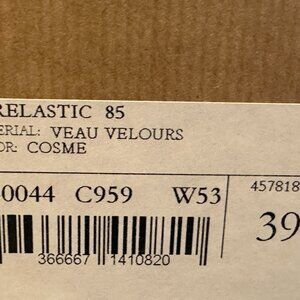 RELASTIC 85
ERIAL: VEAU VELOURS
OR: COSME
0044 C959 W53
457818
39
366667 1410820